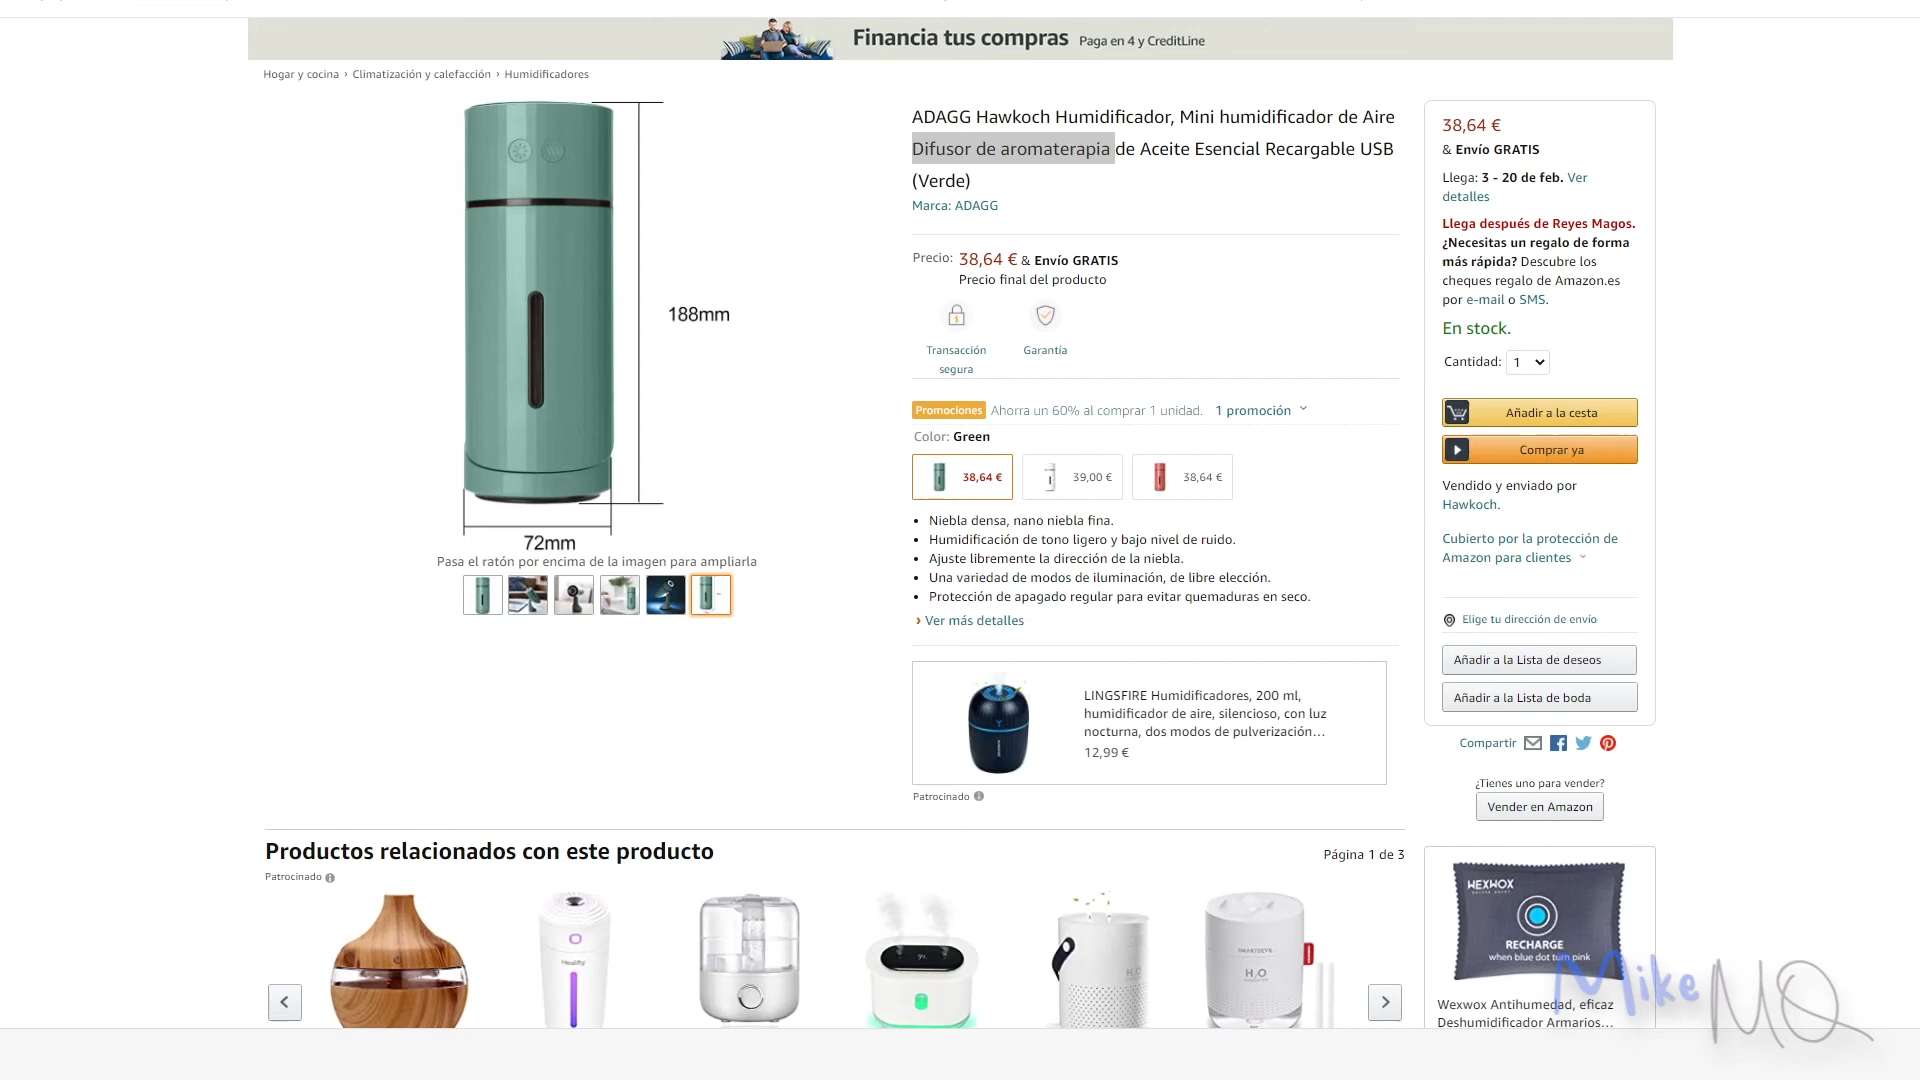 Financia tus compras Paga en 4 y CreditLine
Hogar y cocina › Climatización y calefacción › Humidificadores
188mm
72mm
Pasa el ratón por encima de la imagen para ampliarla
ADAGG Hawkoch Humidificador, Mini humidificador de Aire
Difusor de aromaterapia de Aceite Esencial Recargable USB
(Verde)
Marca: ADAGG
Precio: 38,64 € & Envío GRATIS
Precio final del producto
Transacción
segura
Garantía
Promociones Ahorra un 60% al comprar 1 unidad. 1 promoción
Color: Green
38,64 €
39,00 €
38,64 €
• Niebla densa, nano niebla fina.
• Humidificación de tono ligero y bajo nivel de ruido.
• Ajuste libremente la dirección de la niebla.
• Una variedad de modos de iluminación, de libre elección.
• Protección de apagado regular para evitar quemaduras en seco.
› Ver más detalles
LINGSFIRE Humidificadores, 200 ml,
humidificador de aire, silencioso, con luz
nocturna, dos modos de pulverización…
12,99 €
Patrocinado
38,64 €
& Envío GRATIS
Llega: 3 - 20 de feb. Ver
detalles
Llega después de Reyes Magos.
¿Necesitas un regalo de forma
más rápida? Descubre los
cheques regalo de Amazon.es
por e-mail o SMS.
En stock.
Cantidad: 1
Añadir a la cesta
Comprar ya
Vendido y enviado por
Hawkoch.
Cubierto por la protección de
Amazon para clientes
Elige tu dirección de envío
Añadir a la Lista de deseos
Añadir a la Lista de boda
Compartir
¿Tienes uno para vender?
Vender en Amazon
Productos relacionados con este producto
Página 1 de 3
Patrocinado
H2O
H2O
WEXWOX
RECHARGE
when blue dot turn pink
Wexwox Antihumedad, eficaz
Deshumidificador Armarios…
Mike MQ